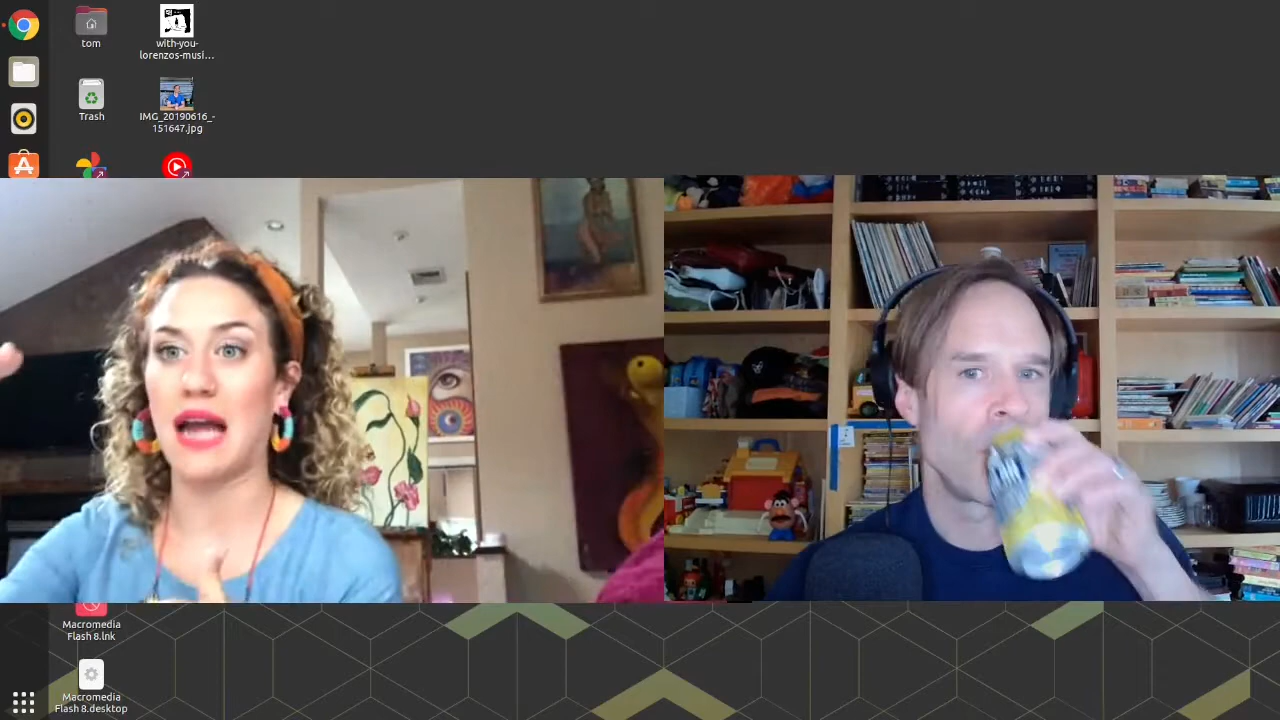 tom
with-you-
lorenzos-musi...
Trash
IMG_20190616_-
151647.jpg
Macromedia
Flash 8.lnk
Macromedia
Flash 8.desktop